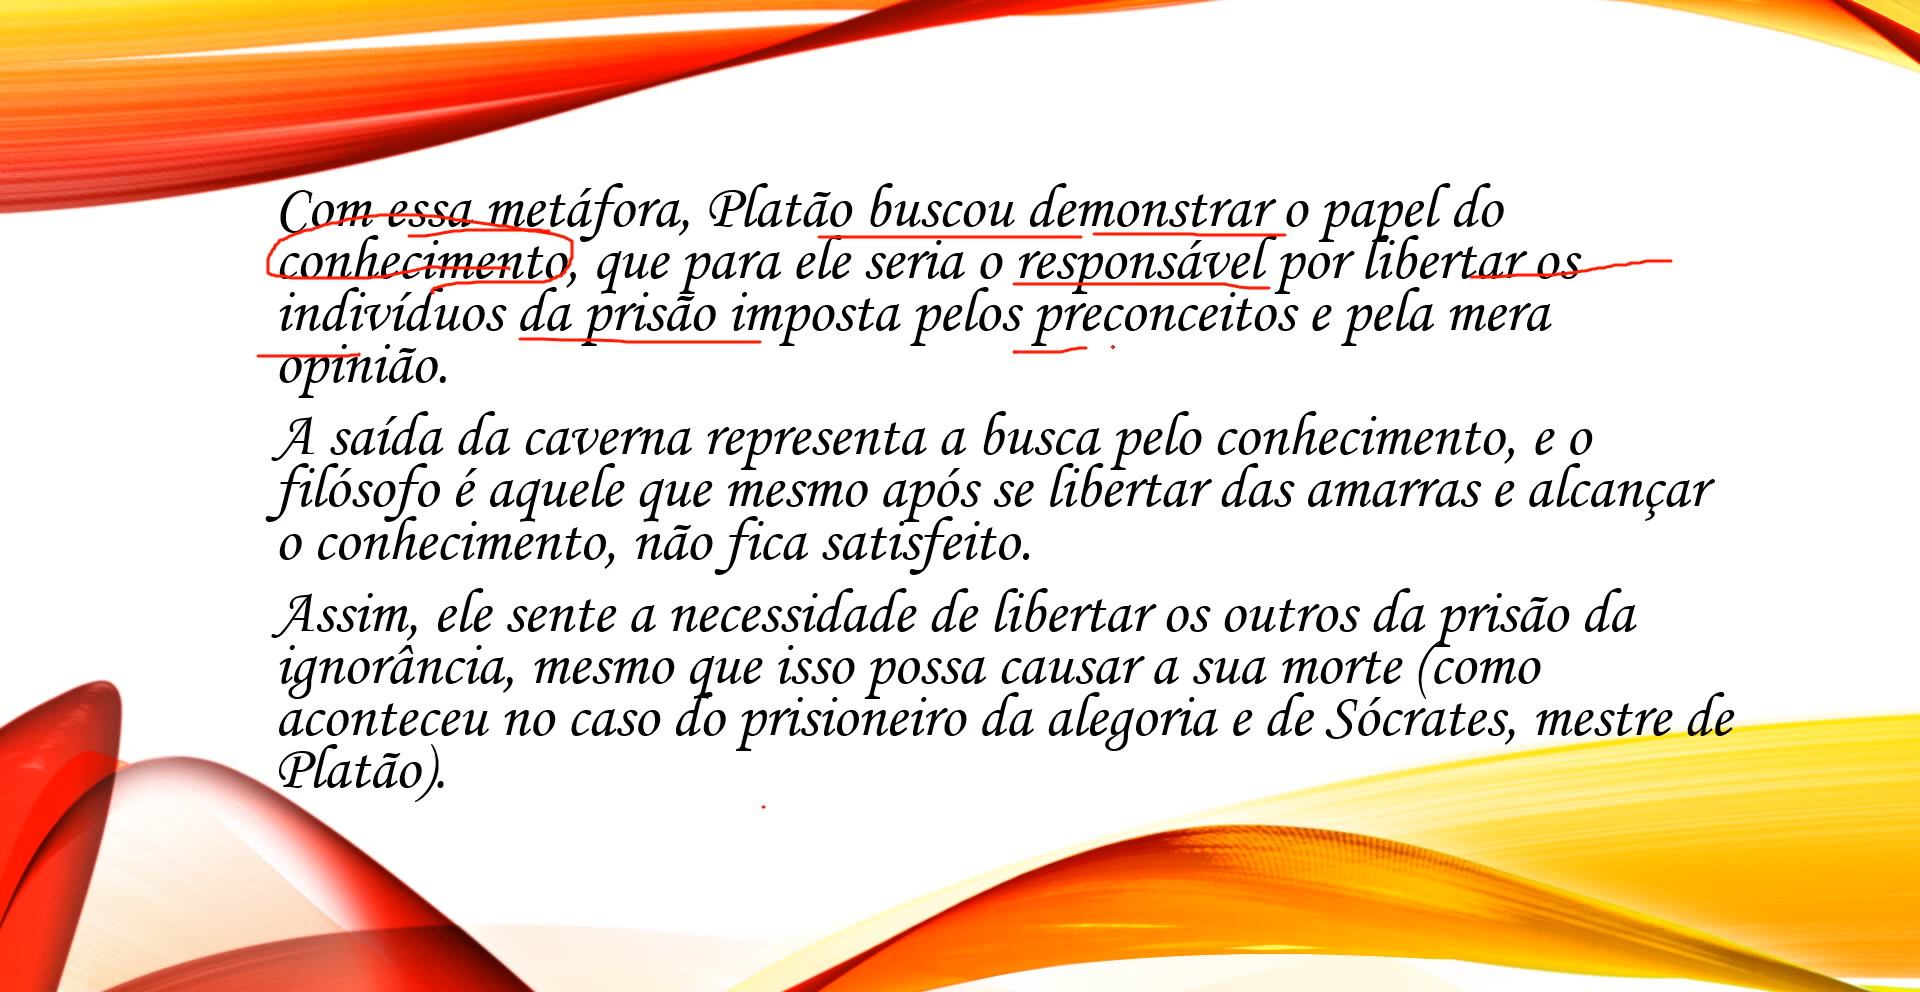 Com essa metáfora, Platão buscou demonstrar o papel do
conhecimento, que para ele seria o responsável por libertar os
indivíduos da prisão imposta pelos preconceitos e pela mera
opinião.
A saída da caverna representa a busca pelo conhecimento, e o
filósofo é aquele que mesmo após se libertar das amarras e alcançar
o conhecimento, não fica satisfeito.
Assim, ele sente a necessidade de libertar os outros da prisão da
ignorância, mesmo que isso possa causar a sua morte (como
aconteceu no caso do prisioneiro da alegoria e de Sócrates, mestre de
Platão).